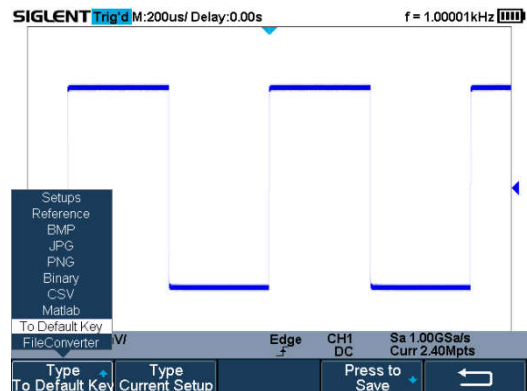 SIGLENT Trig'd M:200us/ Delay:0.00s f = 1.00001kHz
Setups
Reference
BMP
JPG
PNG
Binary
CSV
Matlab
To Default Key
FileConverter
V/ Edge CH1 Sa 1.00GSa/s
DC Curr 2.40Mpts
Type Type Press to
To Default Key Current Setup Save